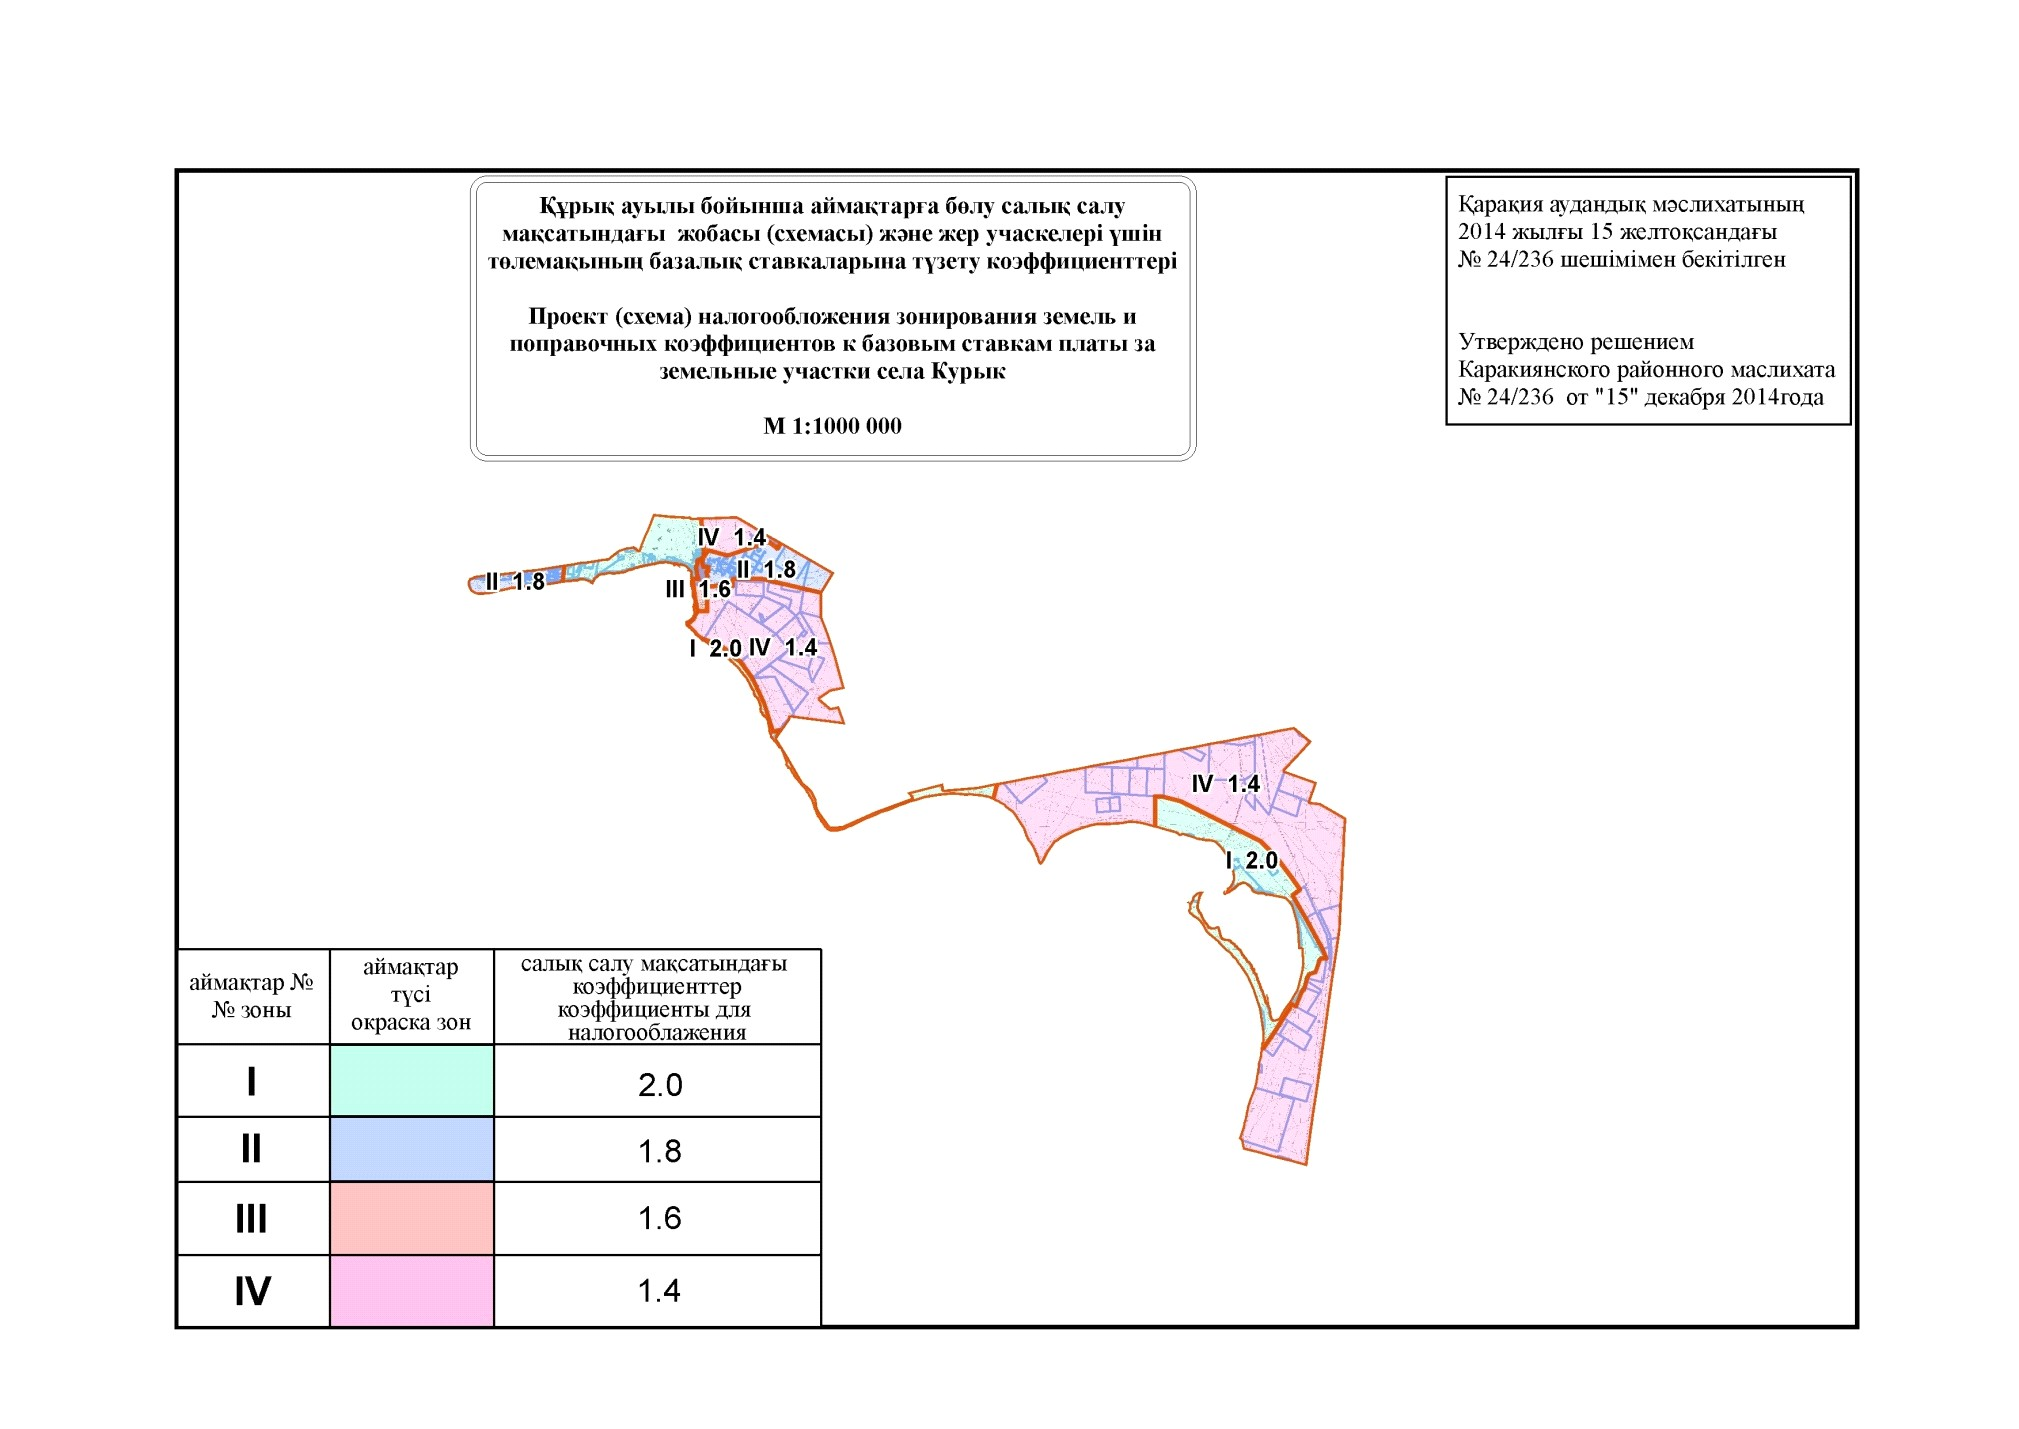 Құрық ауылы бойынша аймақтарға бөлу салық салу
мақсатындағы жобасы (схемасы) және жер учаскелері үшін
төлемақының базалық ставкаларына түзету коэффициенттері
Проект (схема) налогообложения зонирования земель и
поправочных коэффициентов к базовым ставкам платы за
земельные участки села Курык
М 1:1000 000
Қарақия аудандық мәслихатының
2014 жылғы 15 желтоқсандағы
№ 24/236 шешімімен бекітілген
Утверждено решением
Каракиянского районного маслихата
№ 24/236 от "15" декабря 2014года
IV 1.4
II 1.8
II 1.8
III 1.6
I 2.0
IV 1.4
IV 1.4
I 2.0
аймақтар №
№ зоны
аймақтар
түсі
окраска зон
салық салу мақсатындағы
коэффициенттер
коэффициенты для
налогооблажения
I 2.0
II 1.8
III 1.6
IV 1.4